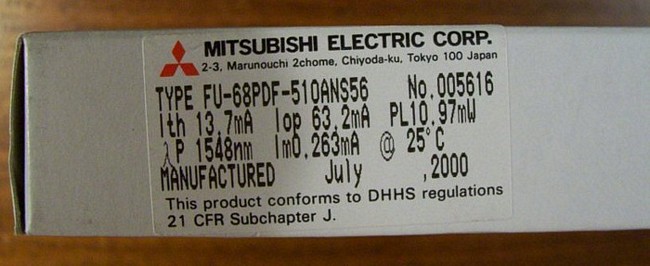 MITSUBISHI ELECTRIC CORP.
2-3, Marunouchi 2chome, Chiyoda-ku, Tokyo 100 Japan
TYPE FU-68PDF-510ANS56 No.005616
Ith 13.7mA Iop 63.2mA PL10.97mW
λP 1548nm Im0.263mA @ 25°C
MANUFACTURED July ,2000
This product conforms to DHHS regulations
21 CFR Subchapter J.